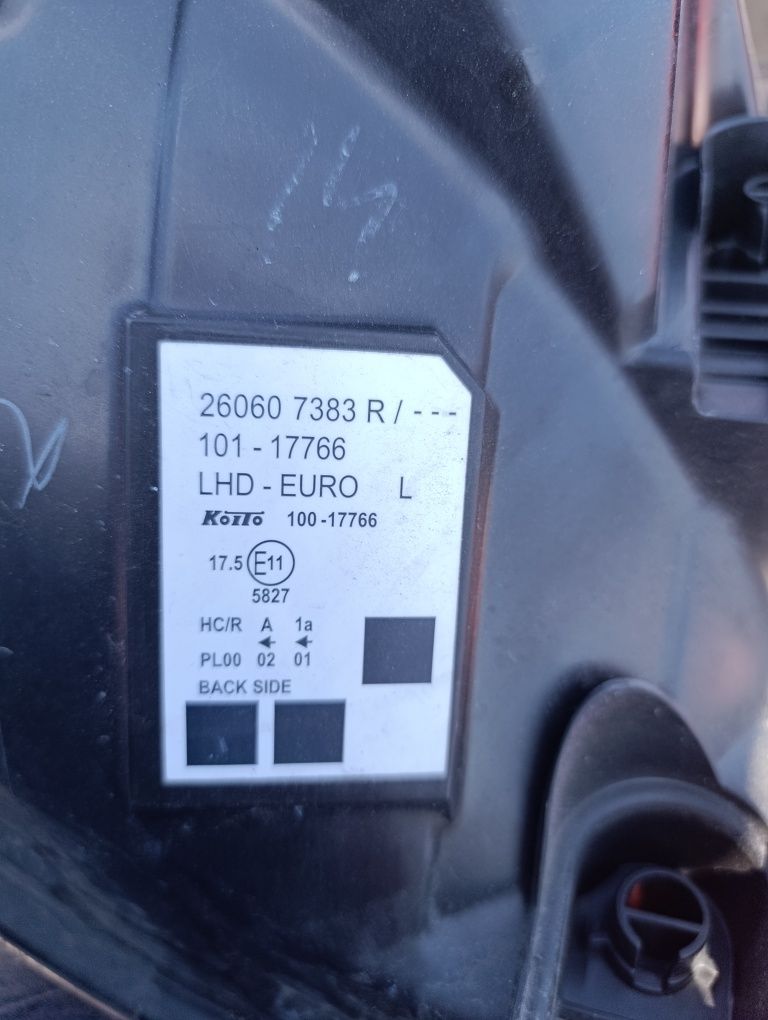 14
26060 7383 R / - - -
101 - 17766
LHD - EURO L
KOITO 100 -17766
17.5 E11
5827
HC/R A 1a
PL00 02 01
BACK SIDE